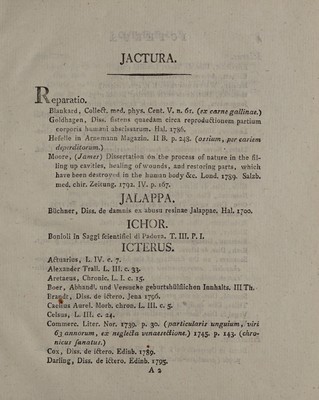 JACTURA.
Reparatio.
Blankard, Collect. med. phys. Cent. V. n. 61. (ex carne gallinae.)
Goldhagen, Diss. sistens quaedam circa reproductionem partium
corporis humani abscissarum. Hal. 1786.
Hefelle in Arnemann Magazin. II B. p. 248. (ossium, per cariem
deperditorum.)
Moore, (James) Dissertation on the process of nature in the fil-
ling up cavities, healing of wounds, and restoring parts, which
have been destroyed in the human body &c. Lond. 1789. Salzb.
med. chir. Zeitung. 1792. IV. p. 167.
JALAPPA.
Büchner, Diss. de damnis ex abusu resinae Jalappae. Hal. 1700.
ICHOR.
Bonioli in Saggi scientifici di Padova. T. III. P. I.
ICTERUS.
Actuarius, L. IV. c. 7.
Alexander Trall. L. III. c. 33.
Aretaeus, Chronic. L. I. c. 15.
Boer, Abhandl. und Versuche geburtshülflichen Innhalts. III Th.
Brandt, Diss. de ictero. Jena 1796.
Caelius Aurel. Morb. chron. L. III. c. 5.
Celsus, L. III. c. 24.
Commerc. Liter. Nor. 1739. p. 30. (particularis unguium, viri
63 annorum, ex neglecta venaesectione.) 1745. p. 143. (chro-
nicus sanatus.)
Cox, Diss. de ictero. Edinb. 1789.
Darling, Diss. de ictero. Edinb. 1795.
A 2